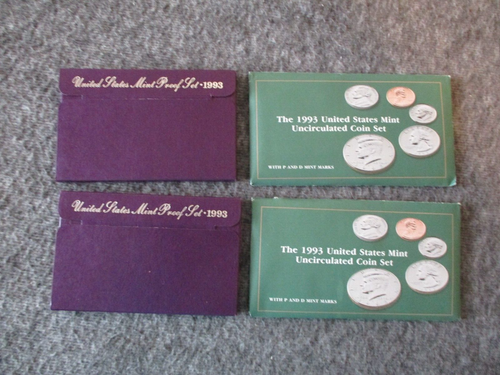 United States Mint Proof Set • 1993
The 1993 United States Mint
Uncirculated Coin Set
WITH P AND D MINT MARKS
United States Mint Proof Set • 1993
The 1993 United States Mint
Uncirculated Coin Set
WITH P AND D MINT MARKS